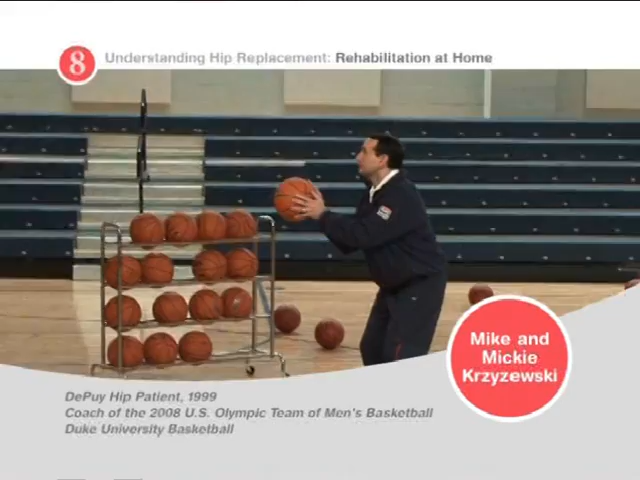 8
Understanding Hip Replacement: Rehabilitation at Home
Mike and
Mickie
Krzyzewski
DePuy Hip Patient, 1999
Coach of the 2008 U.S. Olympic Team of Men's Basketball
Duke University Basketball